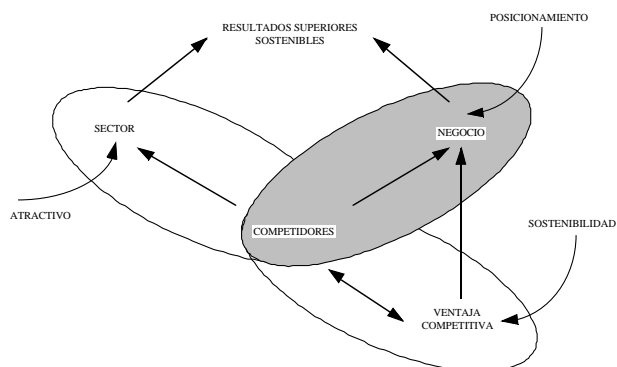 POSICIONAMIENTO
RESULTADOS SUPERIORES
SOSTENIBLES
SECTOR
NEGOCIO
ATRACTIVO
COMPETIDORES
SOSTENIBILIDAD
VENTAJA
COMPETITIVA